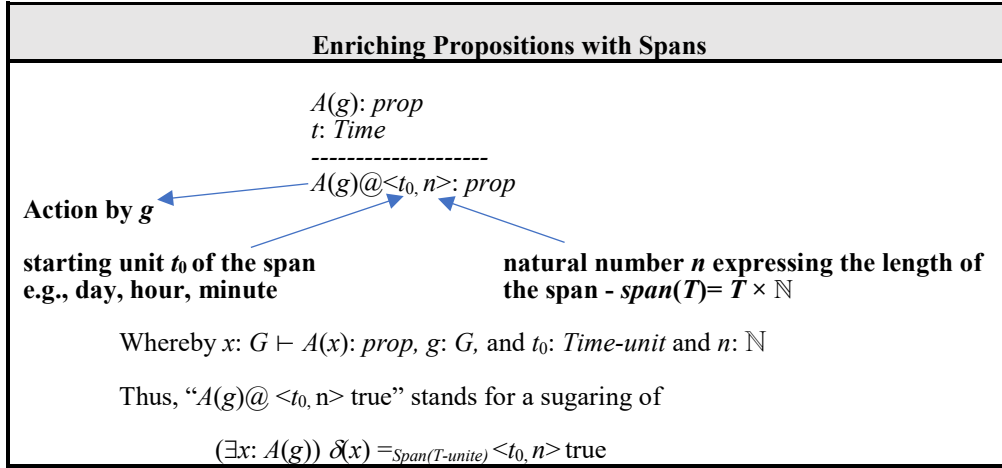 Enriching Propositions with Spans
A(g): prop
t: Time
--------------------
A(g)@<t₀, n>: prop
Action by g
starting unit t₀ of the span
e.g., day, hour, minute
natural number n expressing the length of
the span - span(T)= T × ℕ
Whereby x: G ⊢ A(x): prop, g: G, and t₀: Time-unit and n: ℕ
Thus, “A(g)@ <t₀, n> true” stands for a sugaring of
(∃x: A(g)) δ(x) =Span(T-unite) <t₀, n> true